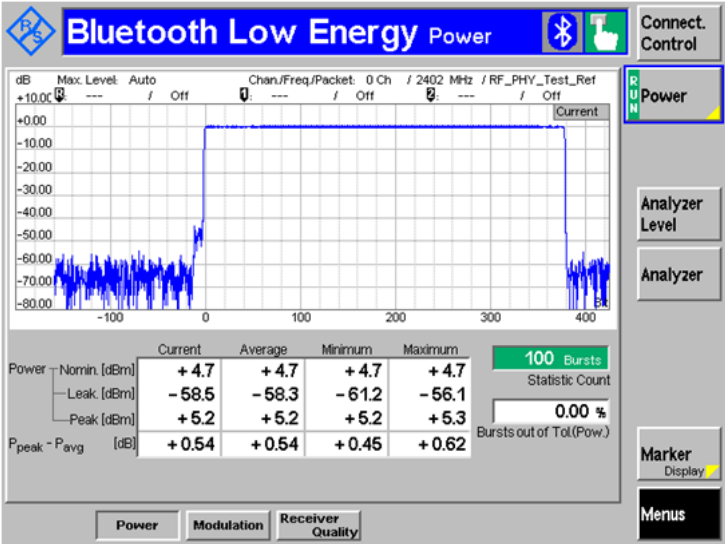 R&S Bluetooth Low Energy Power
Connect. Control
dB Max. Level: Auto Chan./Freq./Packet: 0 Ch / 2402 MHz / RF_PHY_Test_Ref
R: --- / Off 1: --- / Off 2: --- / Off
Current
+10.00
+0.00
-10.00
-20.00
-30.00
-40.00
-50.00
-60.00
-70.00
-80.00
Bit
-100 0 100 200 300 400
RUN
Power
Analyzer Level
Analyzer
Current Average Minimum Maximum
Power Nomin. [dBm] +4.7 +4.7 +4.7 +4.7
Leak. [dBm] -58.5 -58.3 -61.2 -56.1
Peak [dBm] +5.2 +5.2 +5.2 +5.3
Ppeak - Pavg [dB] +0.54 +0.54 +0.45 +0.62
100 Bursts
Statistic Count
0.00 %
Bursts out of Tol.(Pow.)
Marker
Display
Menus
Power Modulation Receiver Quality